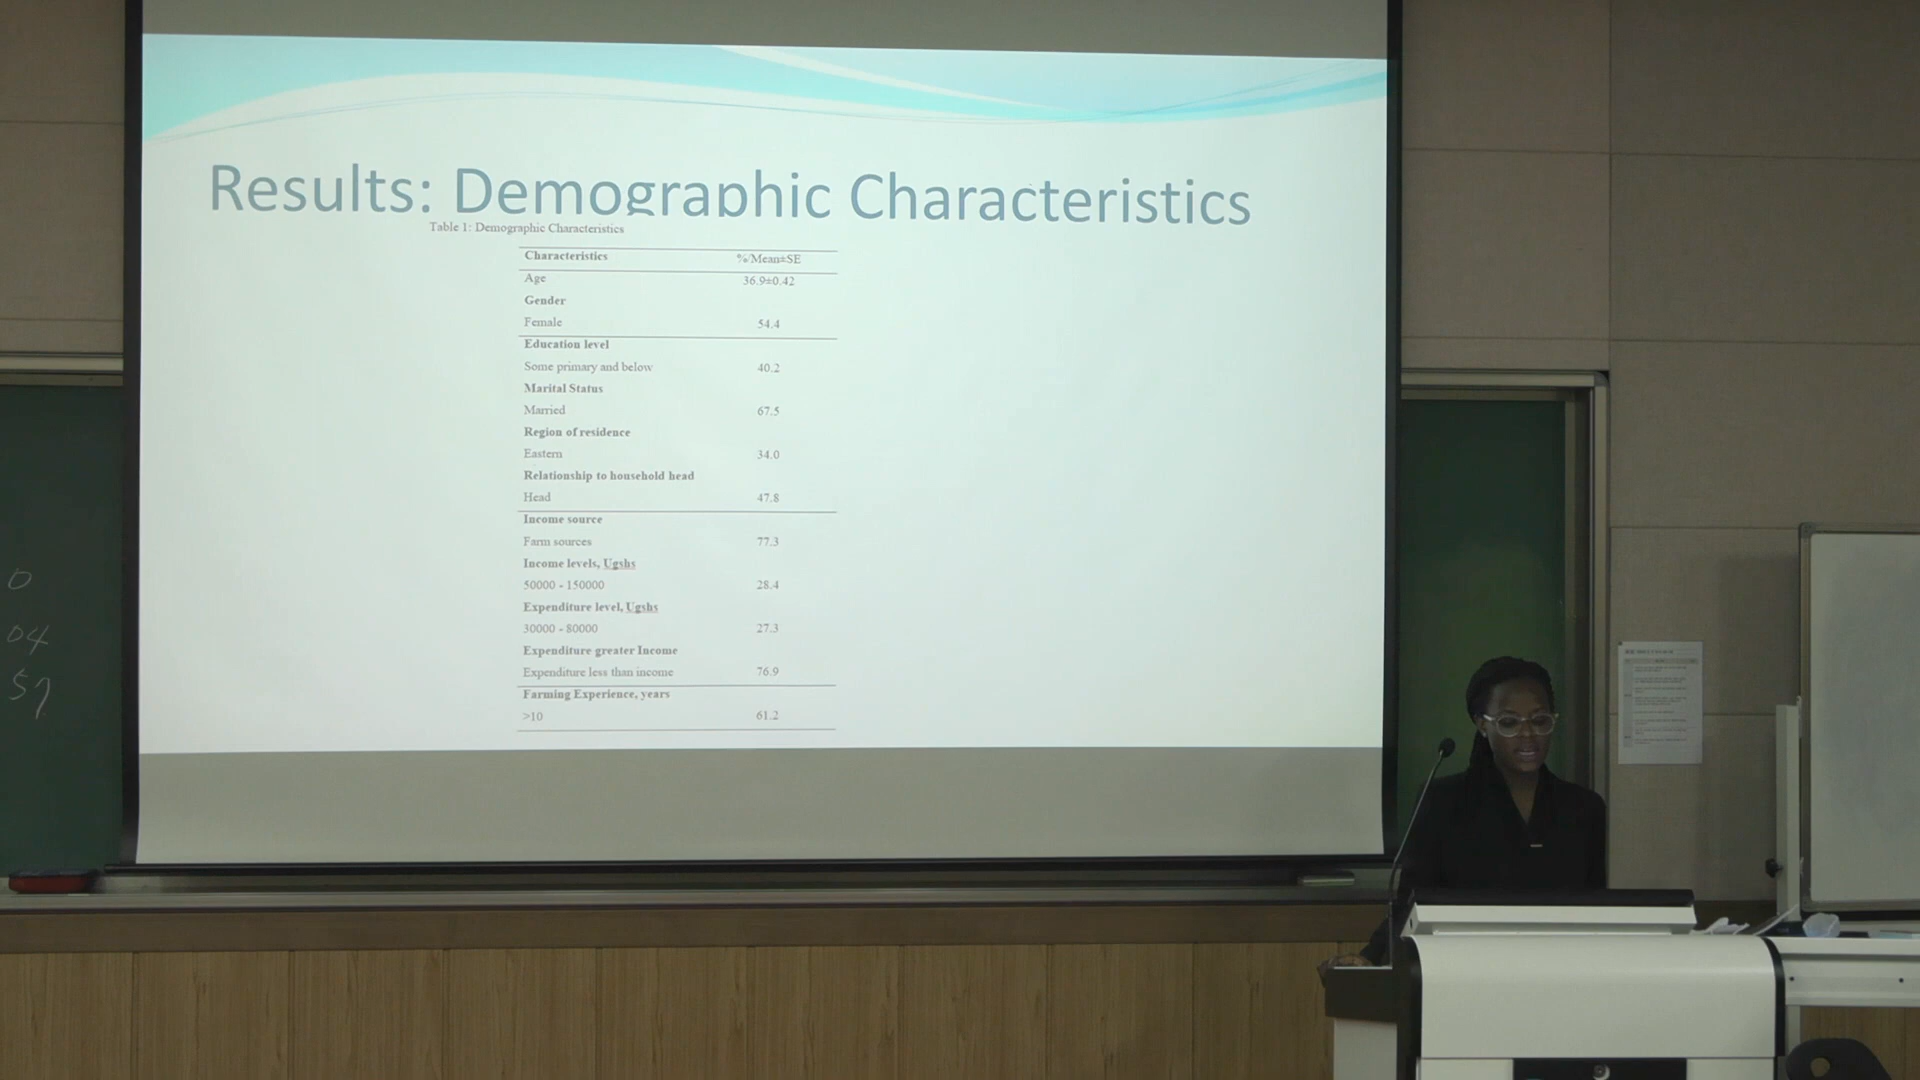 Results: Demographic Characteristics
Table 1: Demographic Characteristics
Characteristics %/Mean±SE
Age 36.9±0.42
Gender
Female 54.4
Education level
Some primary and below 40.2
Marital Status
Married 67.5
Region of residence
Eastern 34.0
Relationship to household head
Head 47.8
Income source
Farm sources 77.3
Income levels, Ugshs
50000 - 150000 28.4
Expenditure level, Ugshs
30000 - 80000 27.3
Expenditure greater Income
Expenditure less than income 76.9
Farming Experience, years
>10 61.2
0
04